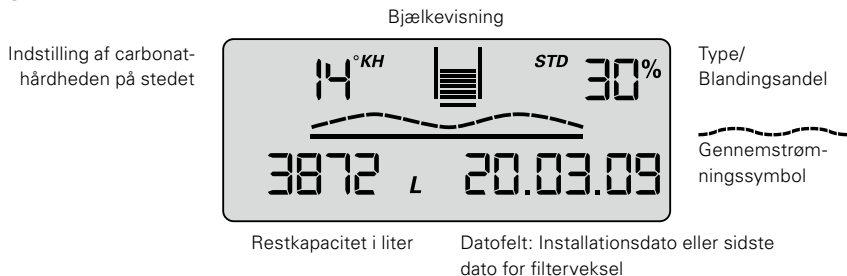 Bjælkevisning
Indstilling af carbonat-
hårdheden på stedet
14 °KH
STD 30%
Type/
Blandingsandel
Gennemstrøm-
ningssymbol
3872 L 20.03.09
Restkapacitet i liter
Datofelt: Installationsdato eller sidste
dato for filterveksel